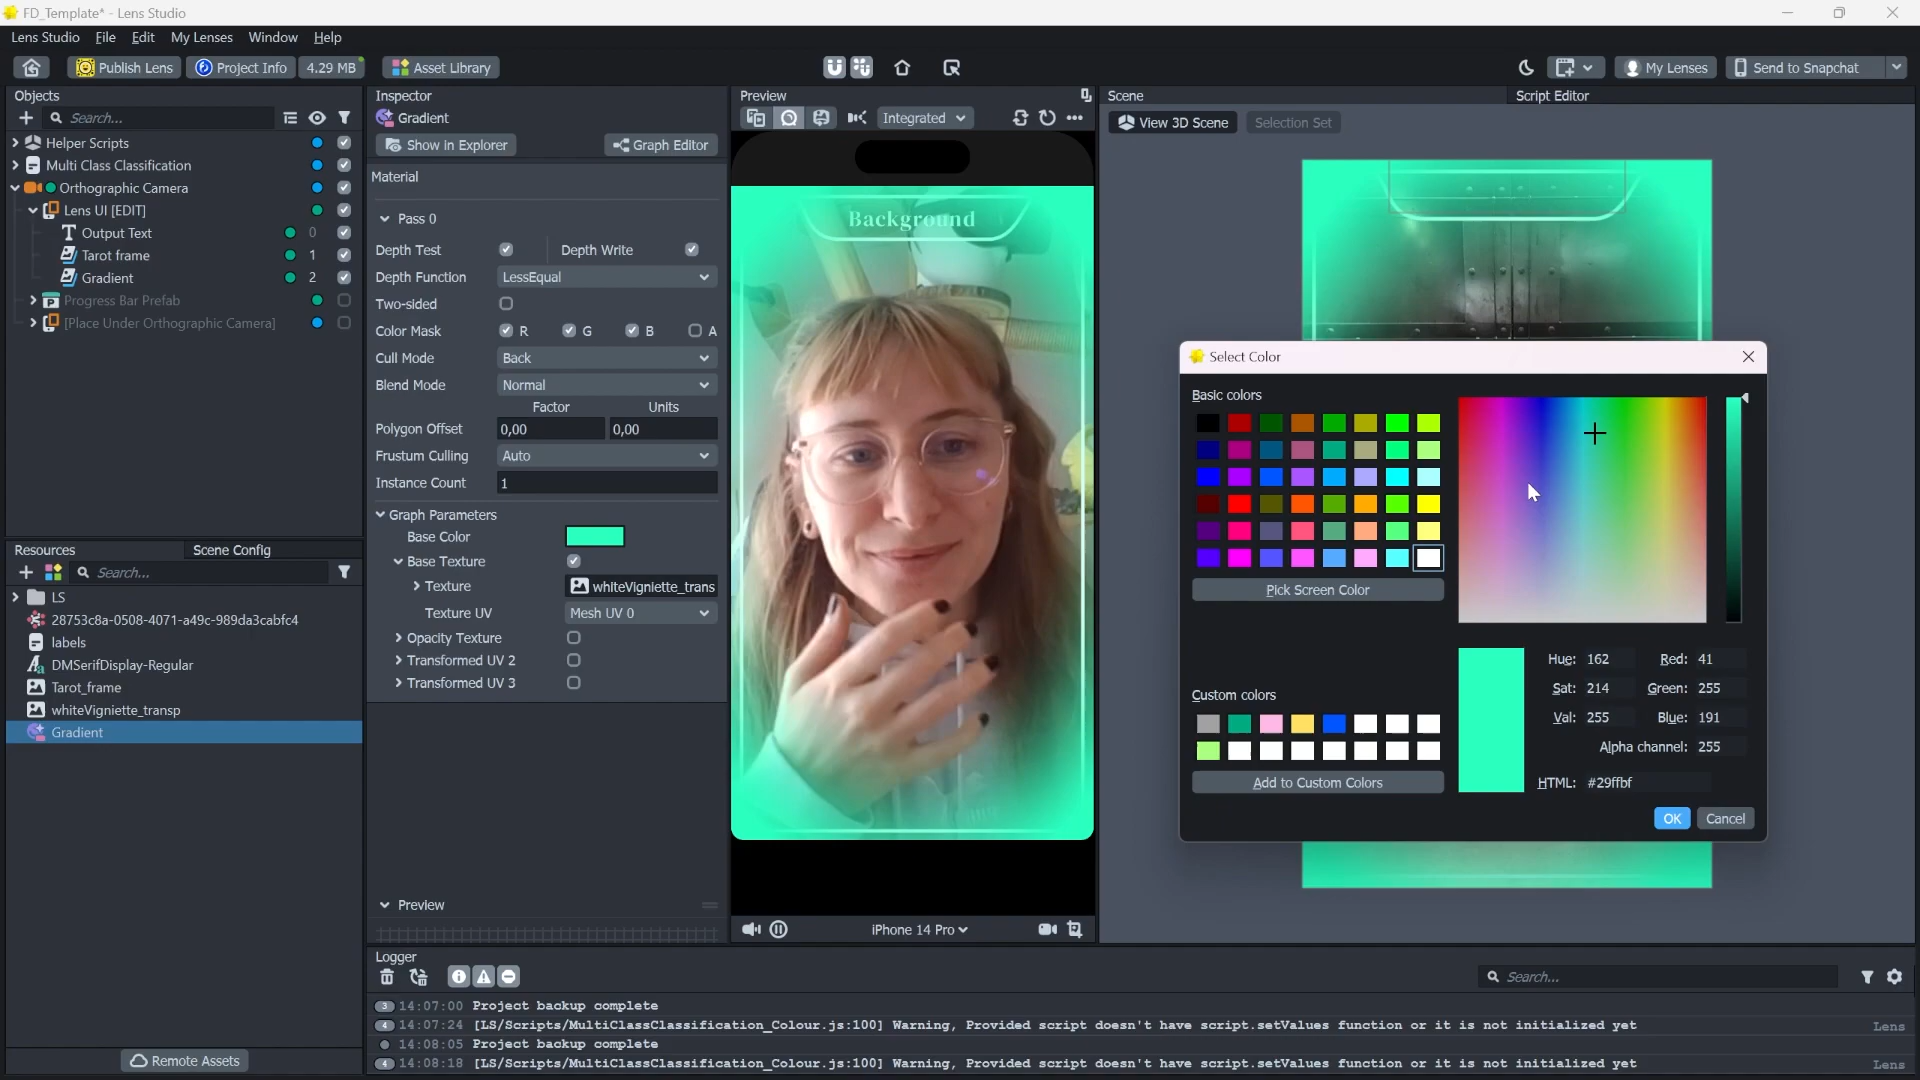 FD_Template* - Lens Studio
Lens Studio File Edit My Lenses Window Help
Publish Lens Project Info 4.29 MB Asset Library My Lenses Send to Snapchat
Objects
Search...
Helper Scripts
Multi Class Classification
Orthographic Camera
Lens UI [EDIT]
Output Text 0
Tarot frame 1
Gradient 2
Progress Bar Prefab
[Place Under Orthographic Camera]
Resources Scene Config
Search...
LS
28753c8a-0508-4071-a49c-989da3cabfc4
labels
DMSerifDisplay-Regular
Tarot_frame
whiteVigniette_transp
Gradient
Remote Assets
Inspector
Gradient
Show in Explorer Graph Editor
Material
Pass 0
Depth Test Depth Write
Depth Function LessEqual
Two-sided
Color Mask R G B A
Cull Mode Back
Blend Mode Normal
Factor Units
Polygon Offset 0,00 0,00
Frustum Culling Auto
Instance Count 1
Graph Parameters
Base Color
Base Texture
Texture whiteVigniette_trans
Texture UV Mesh UV 0
Opacity Texture
Transformed UV 2
Transformed UV 3
Preview
Preview
Integrated
Background
iPhone 14 Pro
Scene Script Editor
View 3D Scene Selection Set
Select Color
Basic colors
Pick Screen Color
Custom colors
Add to Custom Colors
Hue: 162 Red: 41
Sat: 214 Green: 255
Val: 255 Blue: 191
Alpha channel: 255
HTML: #29ffbf
OK Cancel
Logger
Search...
3 14:07:00 Project backup complete
4 14:07:24 [LS/Scripts/MultiClassClassification_Colour.js:100] Warning, Provided script doesn't have script.setValues function or it is not initialized yet Lens
14:08:05 Project backup complete
4 14:08:18 [LS/Scripts/MultiClassClassification_Colour.js:100] Warning, Provided script doesn't have script.setValues function or it is not initialized yet Lens